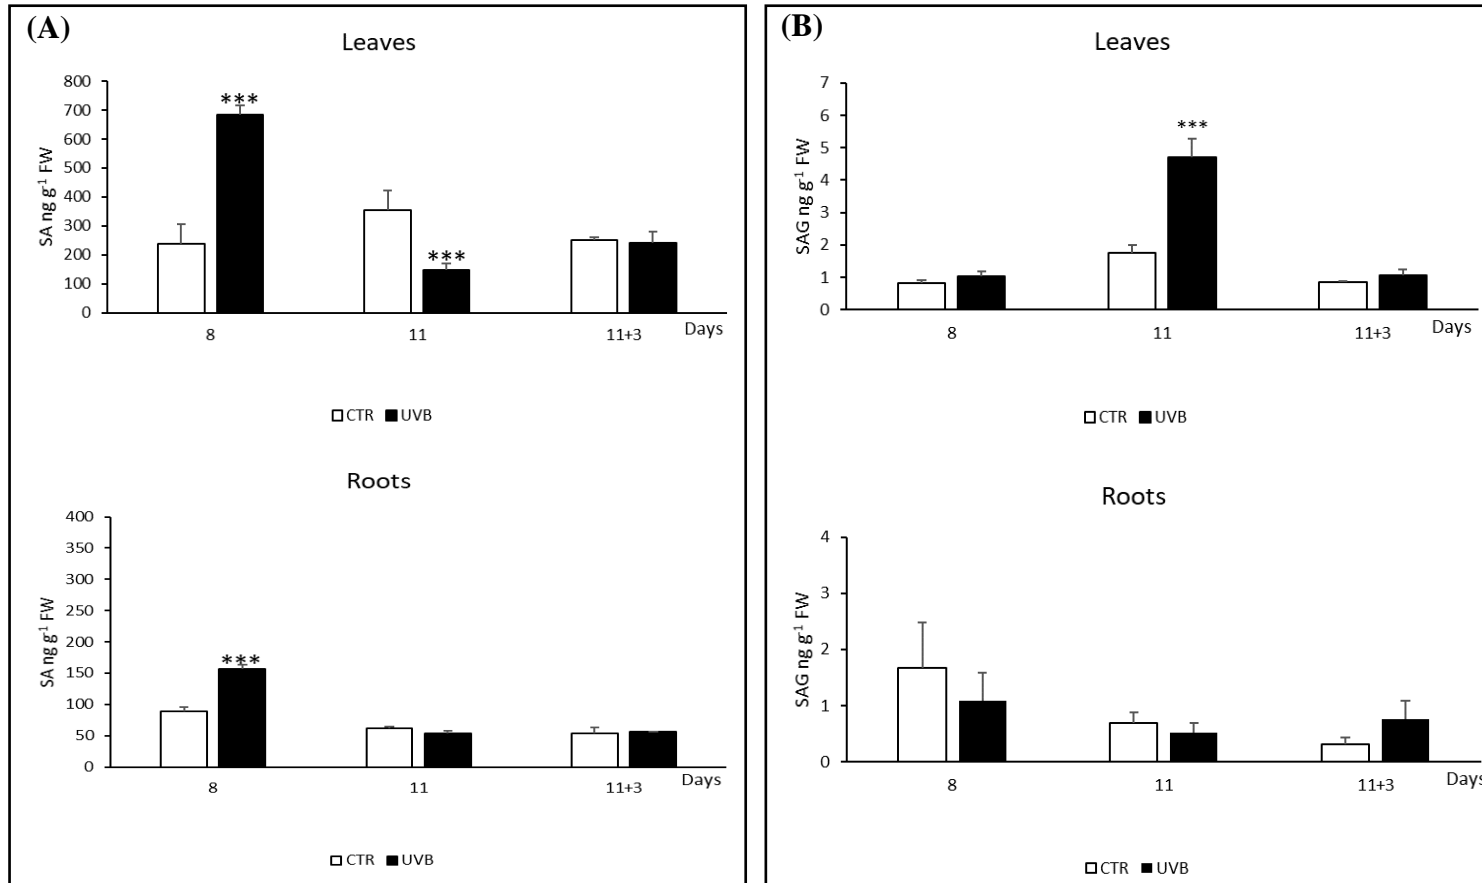 (A)
Leaves
800
700
600
500
400
300
200
100
0
SA ng g-1 FW
***
***
8
11
11+3
Days
CTR
UVB
Roots
400
350
300
250
200
150
100
50
0
SA ng g-1 FW
***
8
11
11+3
Days
CTR
UVB
(B)
Leaves
7
6
5
4
3
2
1
0
SAG ng g-1 FW
***
8
11
11+3
Days
CTR
UVB
Roots
4
3
2
1
0
SAG ng g-1 FW
8
11
11+3
Days
CTR
UVB